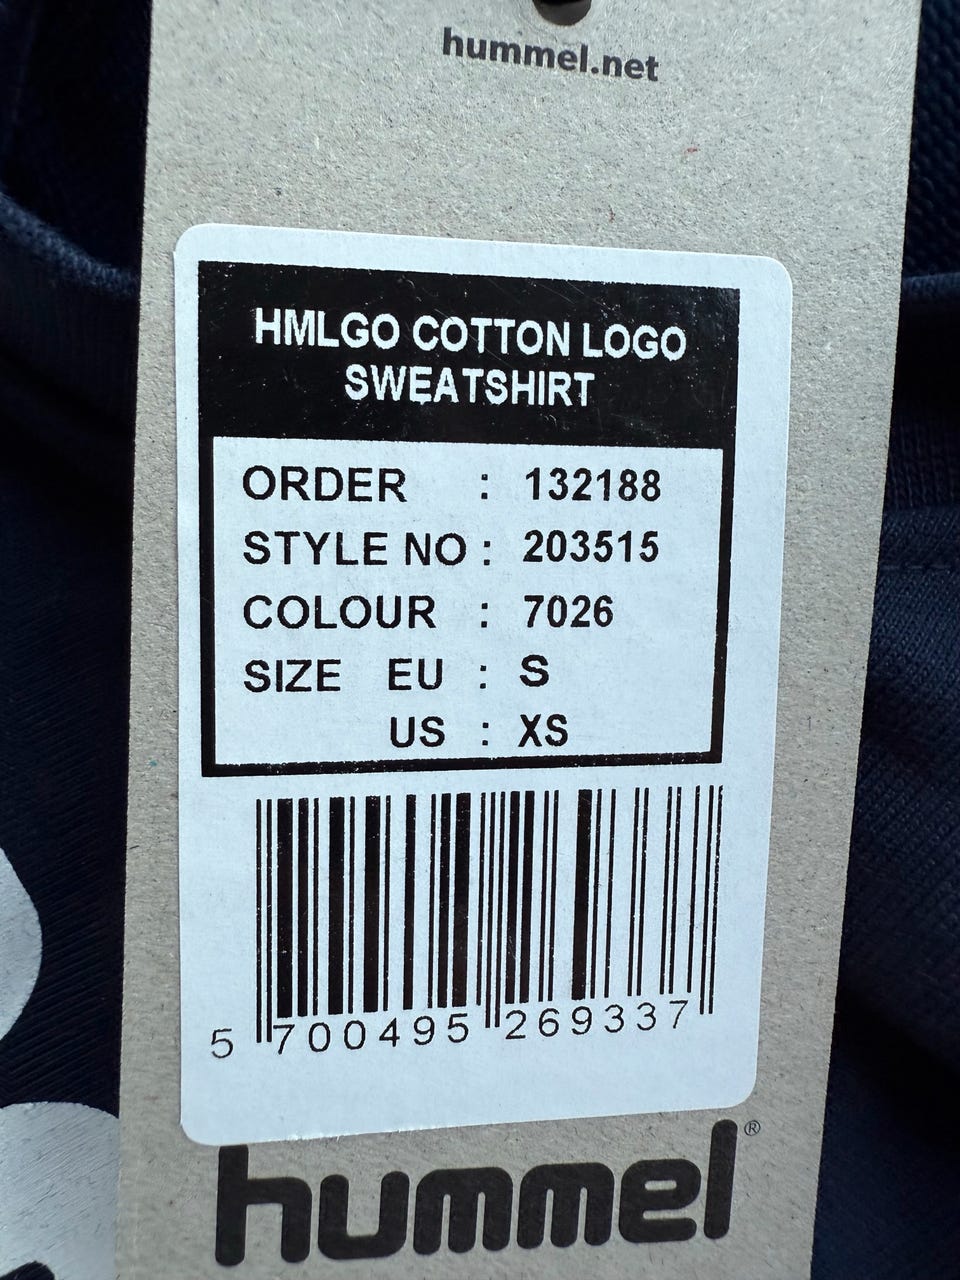 hummel.net
HMLGO COTTON LOGO
SWEATSHIRT
ORDER : 132188
STYLE NO : 203515
COLOUR : 7026
SIZE EU : S
US : XS
5 700495 269337
hummel®